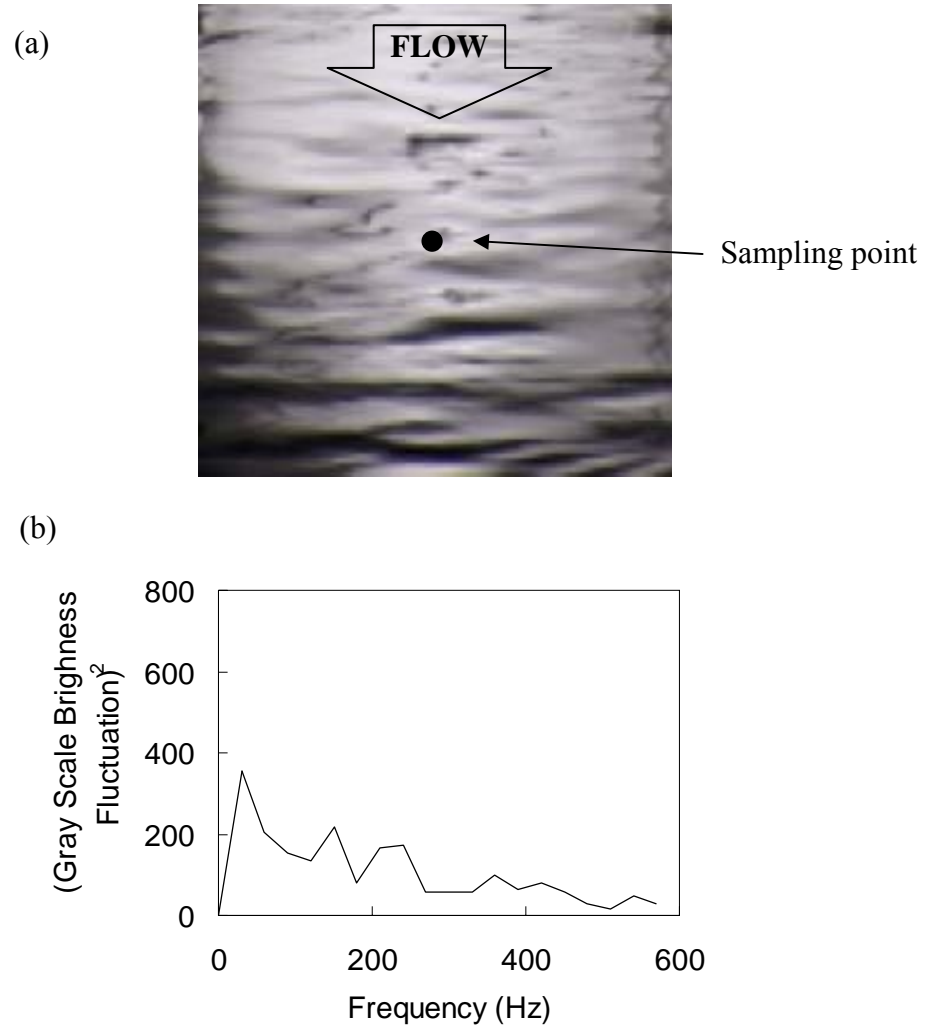 (a)
FLOW
Sampling point
(b)
(Gray Scale Brighness
Fluctuation)2
800
600
400
200
0
0 200 400 600
Frequency (Hz)